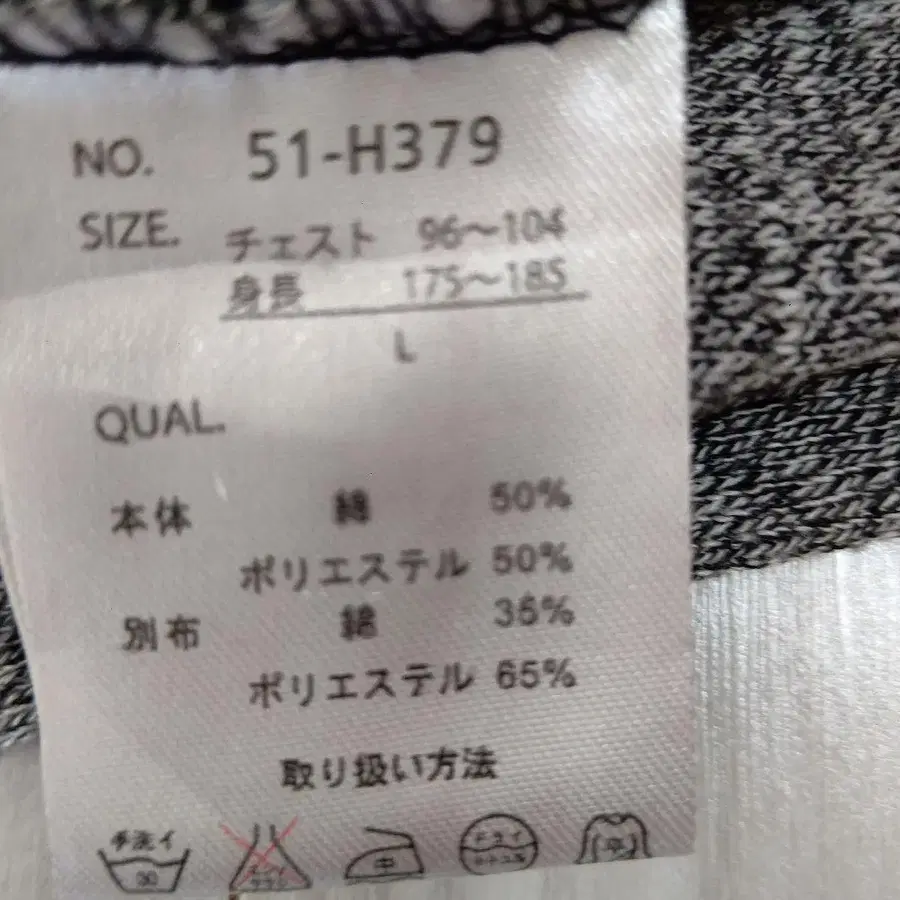 NO. 51-H379
SIZE. チェスト 96〜104
身長 175〜185
L
QUAL.
本体 綿 50%
ポリエステル 50%
別布 綿 35%
ポリエステル 65%
取り扱い方法
手洗イ 中 ドライ 平
30